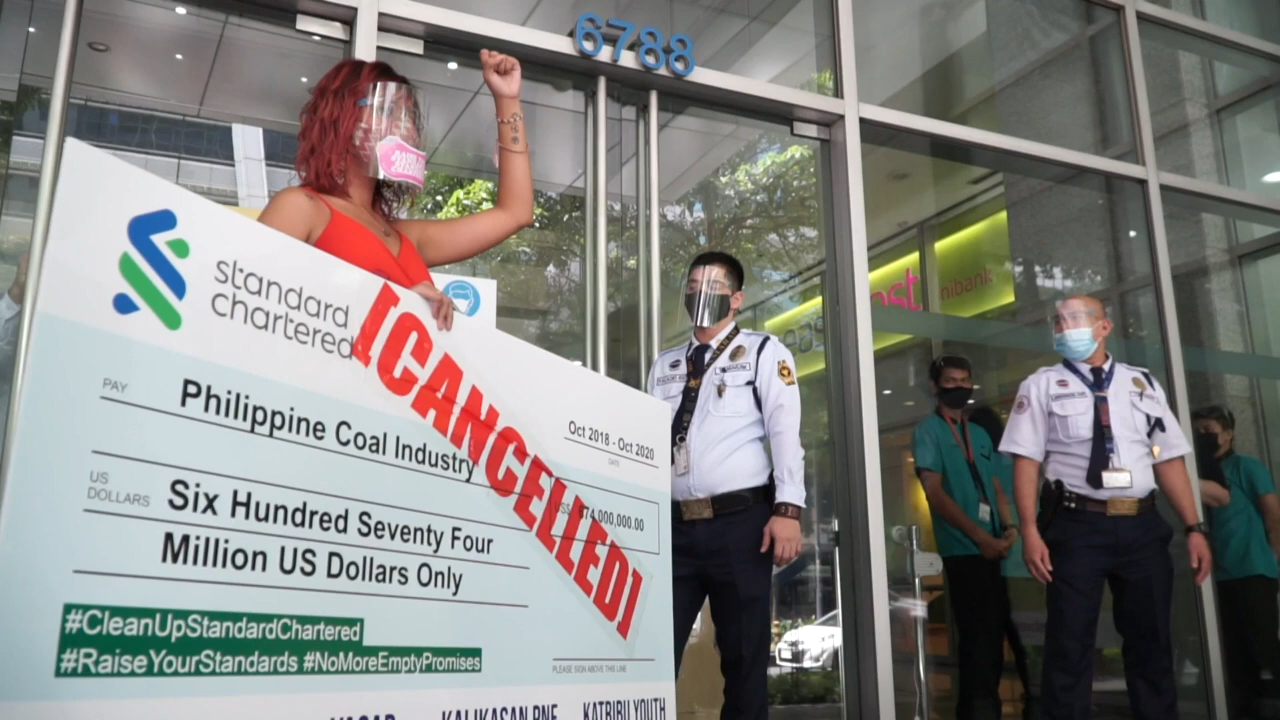 6788
standard
chartered
[CANCELLED]
PAY
Philippine Coal Industry
Oct 2018 - Oct 2020
DATE
US
DOLLARS
Six Hundred Seventy Four
Million US Dollars Only
US$ 674,000,000.00
#CleanUpStandardChartered
#RaiseYourStandards #NoMoreEmptyPromises
PLEASE SIGN ABOVE THIS LINE
KALIKASAN PNE KATRIBU YOUTH
nibank